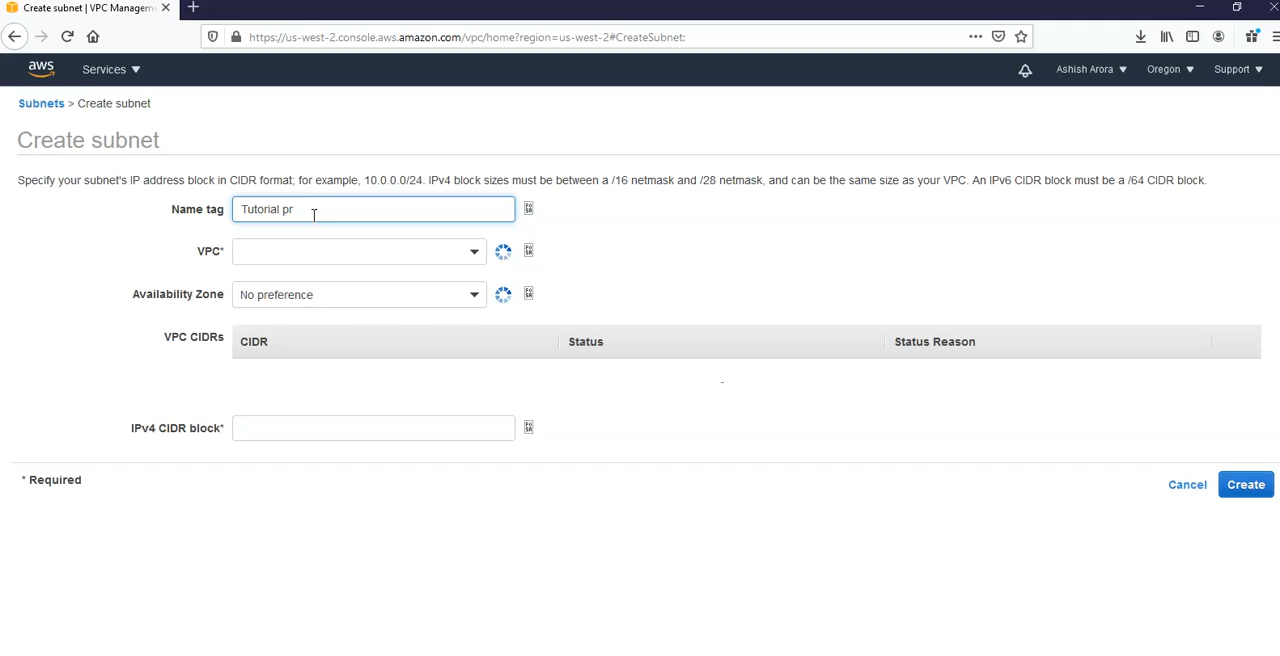 Create subnet | VPC Managem
https://us-west-2.console.aws.amazon.com/vpc/home?region=us-west-2#CreateSubnet:
aws Services Ashish Arora Oregon Support
Subnets > Create subnet
Create subnet
Specify your subnet's IP address block in CIDR format; for example, 10.0.0.0/24. IPv4 block sizes must be between a /16 netmask and /28 netmask, and can be the same size as your VPC. An IPv6 CIDR block must be a /64 CIDR block.
Name tag Tutorial pr
VPC*
Availability Zone No preference
VPC CIDRs CIDR Status Status Reason
-
IPv4 CIDR block*
* Required
Cancel Create